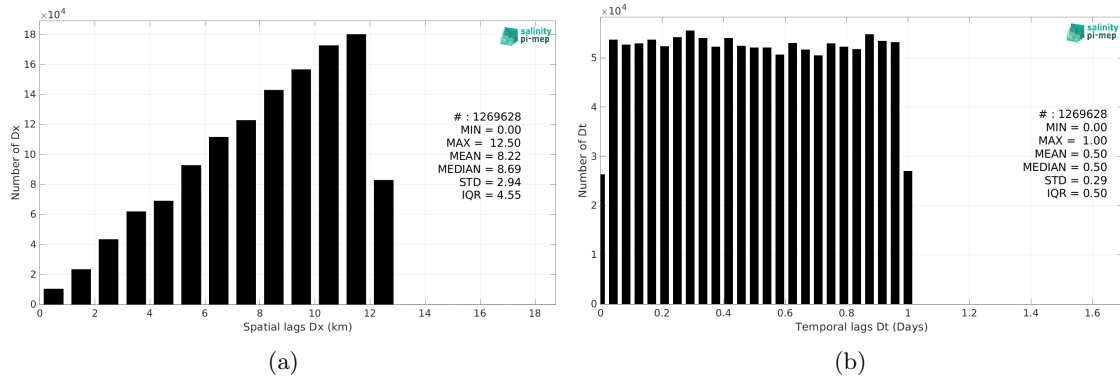 ×10⁴
18
16
14
12
10
8
6
4
2
0
Number of Dx
0 2 4 6 8 10 12 14 16 18
Spatial lags Dx (km)
salinity
pi-mep
# : 1269628
MIN = 0.00
MAX = 12.50
MEAN = 8.22
MEDIAN = 8.69
STD = 2.94
IQR = 4.55
(a)
×10⁴
5
4
3
2
1
0
Number of Dt
0 0.2 0.4 0.6 0.8 1 1.2 1.4 1.6
Temporal lags Dt (Days)
salinity
pi-mep
# : 1269628
MIN = 0.00
MAX = 1.00
MEAN = 0.50
MEDIAN = 0.50
STD = 0.29
IQR = 0.50
(b)